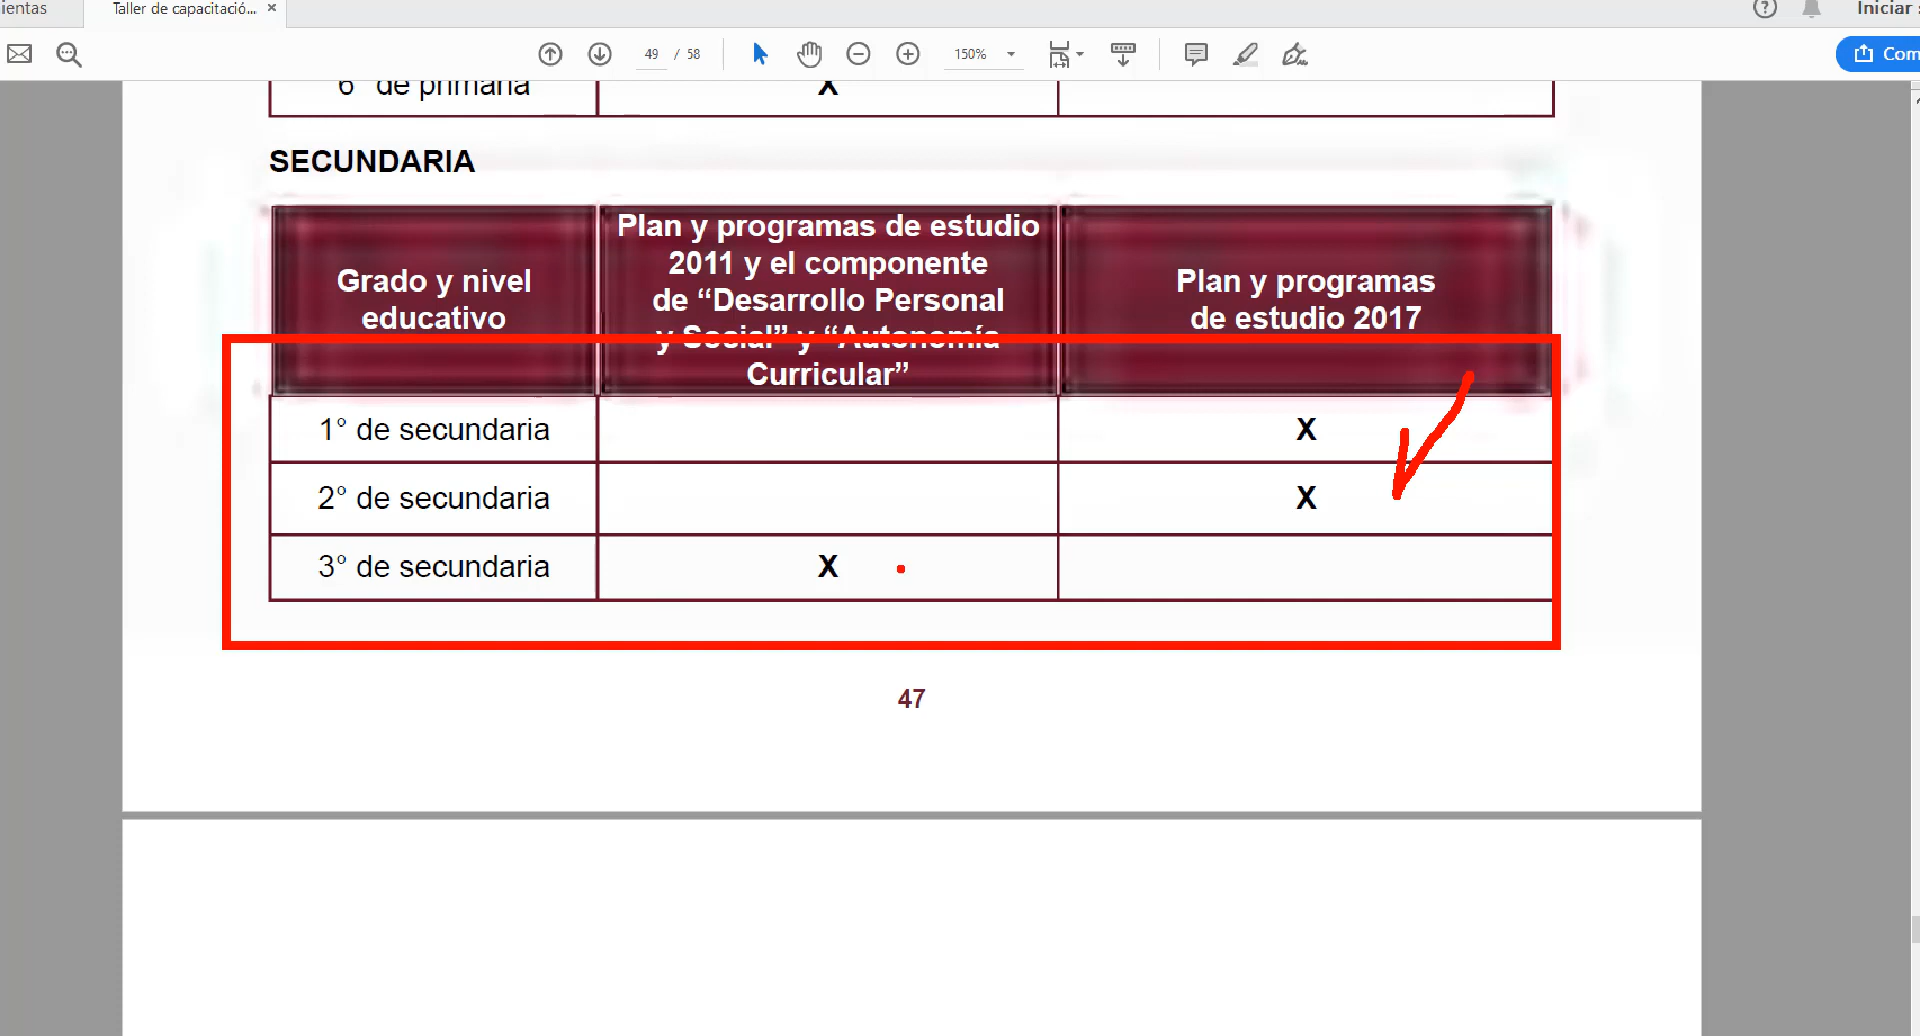 ientas
Taller de capacitació... ×
Iniciar
49 / 58
150%
Com
6° de primaria
X
SECUNDARIA
Grado y nivel
educativo
Plan y programas de estudio
2011 y el componente
de “Desarrollo Personal
y Social” y “Autonomía
Curricular”
Plan y programas
de estudio 2017
1° de secundaria
X
2° de secundaria
X
3° de secundaria
X
47